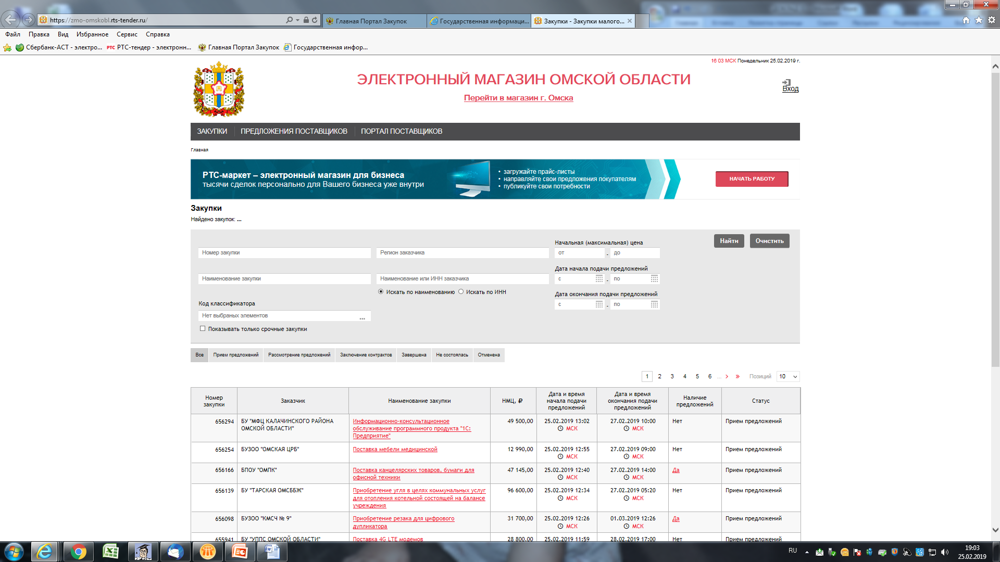 https://zmo-omskobl.rts-tender.ru/
Главная Портал Закупок
Государственная информаци...
Закупки - Закупки малого...
Файл Правка Вид Избранное Сервис Справка
Сбербанк-АСТ - электро...
РТС РТС-тендер - электронн...
Главная Портал Закупок
Государственная инфор...
16 03 МСК Понедельник 25.02.2019 г.
ЭЛЕКТРОННЫЙ МАГАЗИН ОМСКОЙ ОБЛАСТИ
Перейти в магазин г. Омска
Вход
ЗАКУПКИ ПРЕДЛОЖЕНИЯ ПОСТАВЩИКОВ ПОРТАЛ ПОСТАВЩИКОВ
Главная
РТС-маркет – электронный магазин для бизнеса
тысячи сделок персонально для Вашего бизнеса уже внутри
• загружайте прайс-листы
• направляйте свои предложения покупателям
• публикуйте свои потребности
НАЧАТЬ РАБОТУ
Закупки
Найдено закупок: ...
Начальная (максимальная) цена
Найти Очистить
Номер закупки Регион заказчика от - до
Дата начала подачи предложений
Наименование закупки Наименование или ИНН заказчика с - по
Искать по наименованию Искать по ИНН
Дата окончания подачи предложений
с - по
Код классификатора
Нет выбраных элементов ...
Показывать только срочные закупки
Все Прием предложений Рассмотрение предложений Заключение контрактов Завершена Не состоялась Отменена
1 2 3 4 5 6 ... › » Позиций 10
Номер закупки Заказчик Наименование закупки НМЦ, ₽ Дата и время начала подачи предложений Дата и время окончания подачи предложений Наличие предложений Статус
656294 БУ "МФЦ КАЛАЧИНСКОГО РАЙОНА Информационно-консультационное 49 500,00 25.02.2019 13:02 27.02.2019 10:00 Нет Прием предложений
ОМСКОЙ ОБЛАСТИ" обслуживание программного продукта "1С: МСК МСК
Предприятие"
656254 БУЗОО "ОМСКАЯ ЦРБ" Поставка мебели медицинской 12 990,00 25.02.2019 12:55 27.02.2019 09:00 Нет Прием предложений
МСК МСК
656166 БПОУ "ОМПК" Поставка канцелярских товаров, бумаги для 47 145,00 25.02.2019 12:40 27.02.2019 14:00 Да Прием предложений
офисной техники МСК МСК
656139 БУ "ТАРСКАЯ ОМСББЖ" Приобретение угля в целях коммунальных услуг 96 600,00 25.02.2019 12:34 27.02.2019 05:20 Нет Прием предложений
для отопления котельной состоящей на балансе МСК МСК
учреждения
656098 БУЗОО "КМСЧ № 9" Приобретение резака для цифрового 31 700,00 25.02.2019 12:26 01.03.2019 12:26 Да Прием предложений
дупликатора МСК МСК
655941 БУ "УППС ОМСКОЙ ОБЛАСТИ" Поставка 4G LTE модемов 28 800,00 25.02.2019 11:59 28.02.2019 17:00 Нет Прием предложений
RU
19:03
25.02.2019